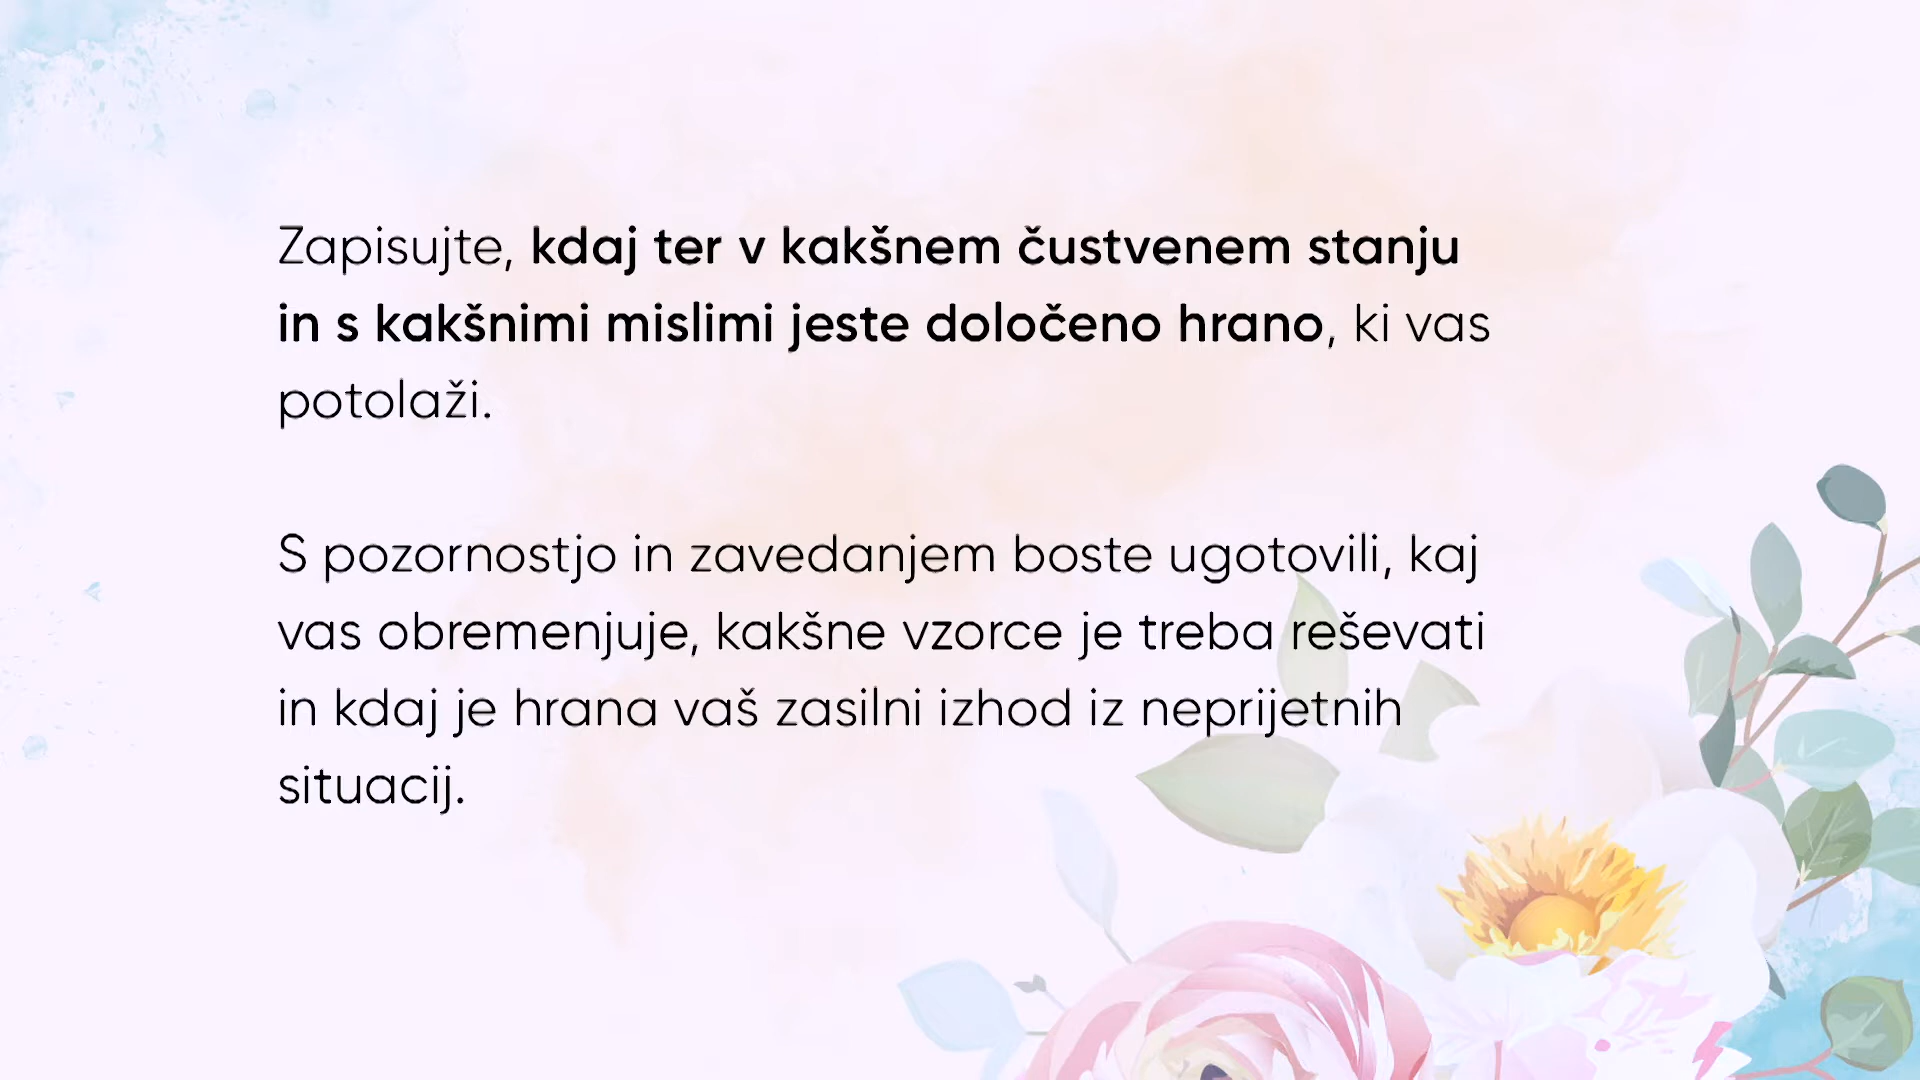 Zapisujte, kdaj ter v kakšnem čustvenem stanju
in s kakšnimi mislimi jeste določeno hrano, ki vas
potolaži.
S pozornostjo in zavedanjem boste ugotovili, kaj
vas obremenjuje, kakšne vzorce je treba reševati
in kdaj je hrana vaš zasilni izhod iz neprijetnih
situacij.